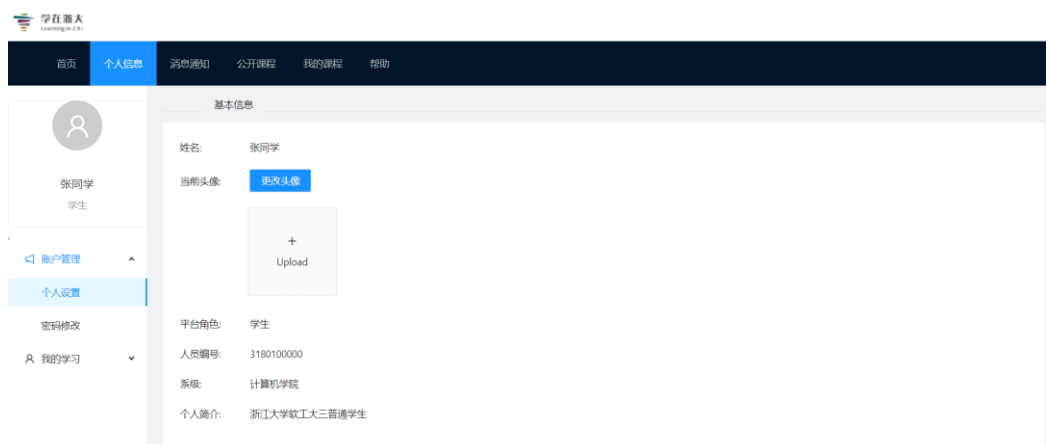 学在浙大
Learning in ZJU
首页 个人信息 消息通知 公开课程 我的课程 帮助
基本信息
张同学
学生
账户管理
个人设置
密码修改
我的学习
姓名: 张同学
当前头像: 更改头像
+
Upload
平台角色: 学生
人员编号: 3180100000
系级: 计算机学院
个人简介: 浙江大学软工大三普通学生